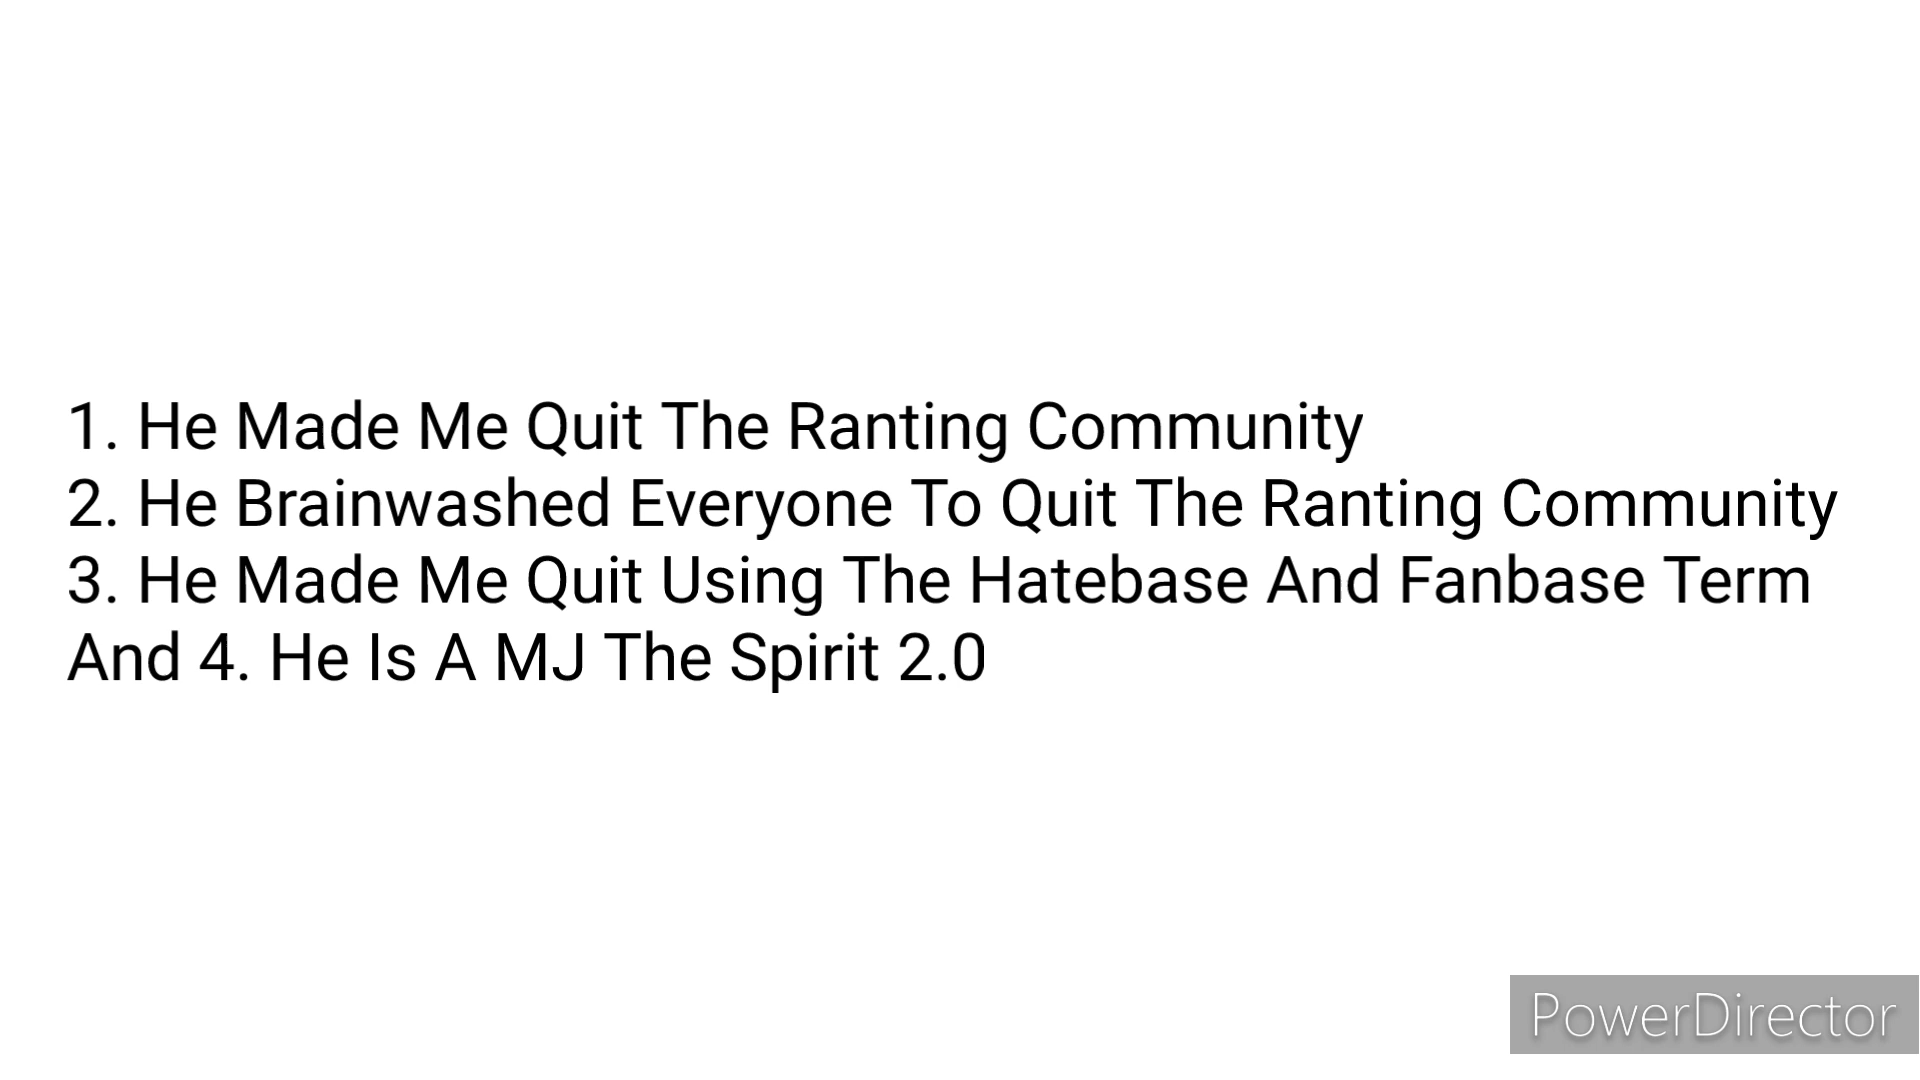 1. He Made Me Quit The Ranting Community
2. He Brainwashed Everyone To Quit The Ranting Community
3. He Made Me Quit Using The Hatebase And Fanbase Term
And 4. He Is A MJ The Spirit 2.0
PowerDirector